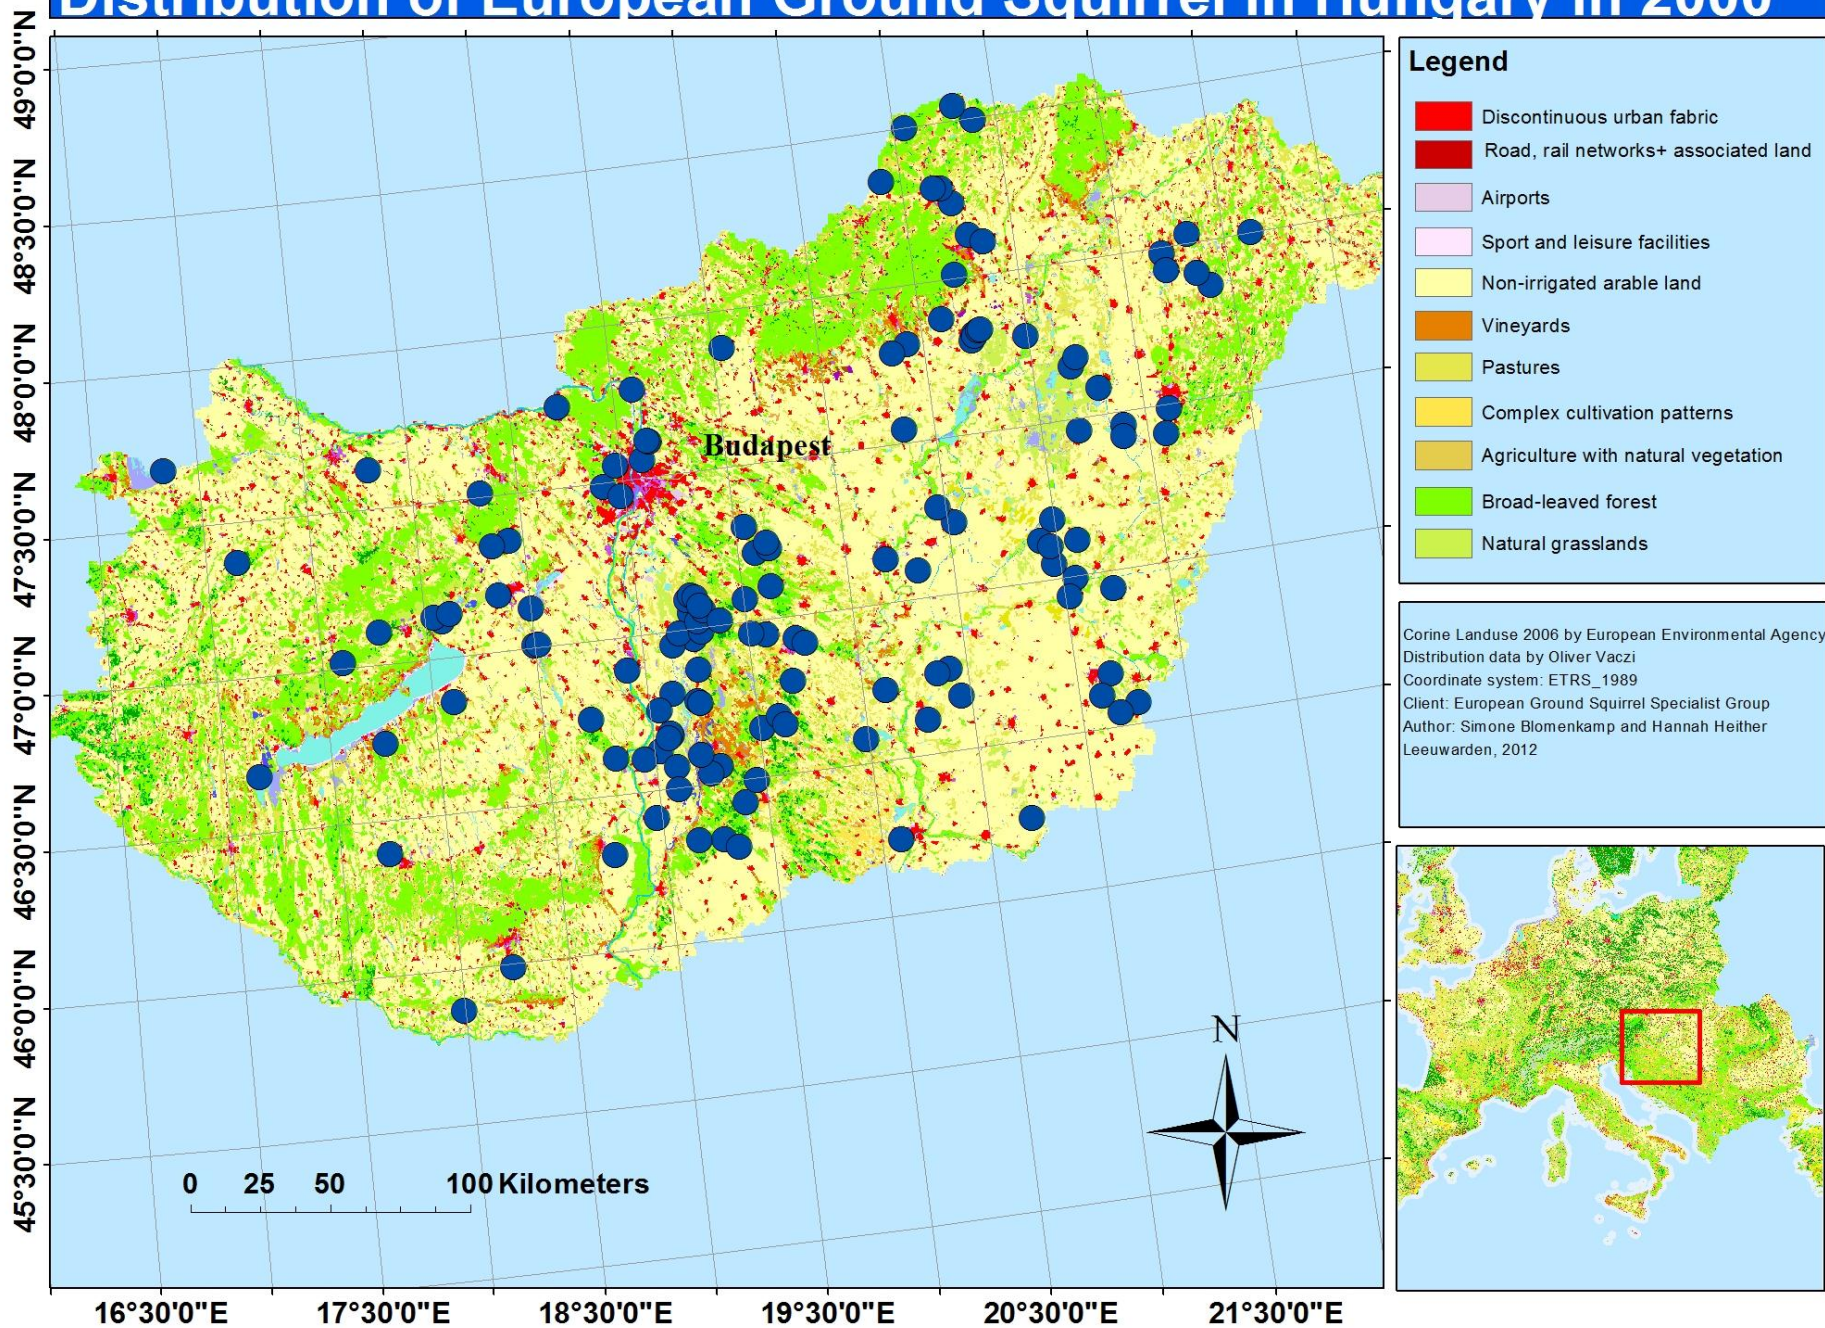 Distribution of European Ground Squirrel in Hungary in 2000
Legend
Discontinuous urban fabric
Road, rail networks+ associated land
Airports
Sport and leisure facilities
Non-irrigated arable land
Vineyards
Pastures
Complex cultivation patterns
Agriculture with natural vegetation
Broad-leaved forest
Natural grasslands
Corine Landuse 2006 by European Environmental Agency
Distribution data by Oliver Vaczi
Coordinate system: ETRS_1989
Client: European Ground Squirrel Specialist Group
Author: Simone Blomenkamp and Hannah Heither
Leeuwarden, 2012
49°0'0"N
48°30'0"N
48°0'0"N
47°30'0"N
47°0'0"N
46°30'0"N
46°0'0"N
45°30'0"N
Budapest
N
0 25 50 100 Kilometers
16°30'0"E 17°30'0"E 18°30'0"E 19°30'0"E 20°30'0"E 21°30'0"E